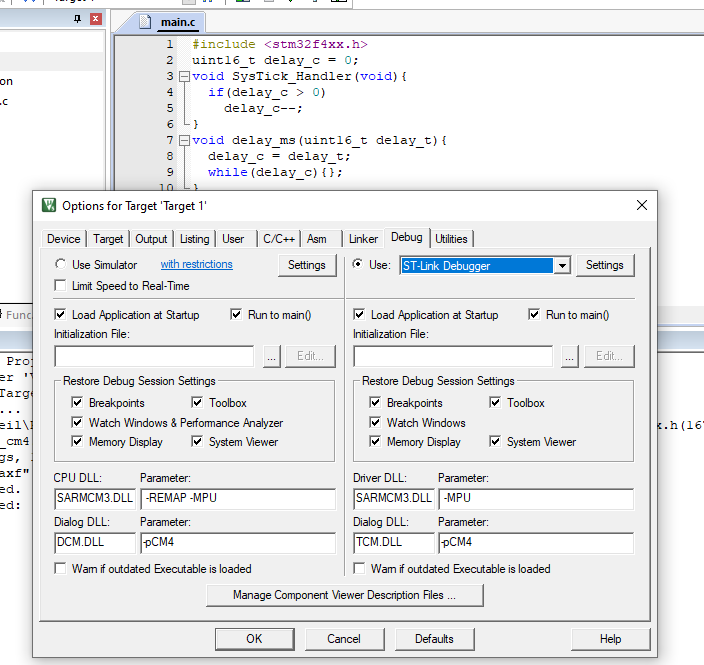 main.c
1 #include <stm32f4xx.h>
2 uint16_t delay_c = 0;
3 void SysTick_Handler(void){
4 if(delay_c > 0)
5 delay_c--;
6 }
7 void delay_ms(uint16_t delay_t){
8 delay_c = delay_t;
9 while(delay_c){};
10 }
on
.c
Options for Target 'Target 1'
Device Target Output Listing User C/C++ Asm Linker Debug Utilities
Use Simulator with restrictions Settings
Use: ST-Link Debugger Settings
Limit Speed to Real-Time
Load Application at Startup Run to main()
Load Application at Startup Run to main()
Initialization File:
Initialization File:
... Edit...
... Edit...
Restore Debug Session Settings
Breakpoints Toolbox
Watch Windows & Performance Analyzer
Memory Display System Viewer
Restore Debug Session Settings
Breakpoints Toolbox
Watch Windows
Memory Display System Viewer
CPU DLL: Parameter:
SARMCM3.DLL -REMAP -MPU
Driver DLL: Parameter:
SARMCM3.DLL -MPU
Dialog DLL: Parameter:
DCM.DLL -pCM4
Dialog DLL: Parameter:
TCM.DLL -pCM4
Warn if outdated Executable is loaded
Warn if outdated Executable is loaded
Manage Component Viewer Description Files ...
OK Cancel Defaults Help
Func
Pro
er 'V
Targe
...
eil\
_cm4
gs,
axf"
ed.
ed:
x.h(16